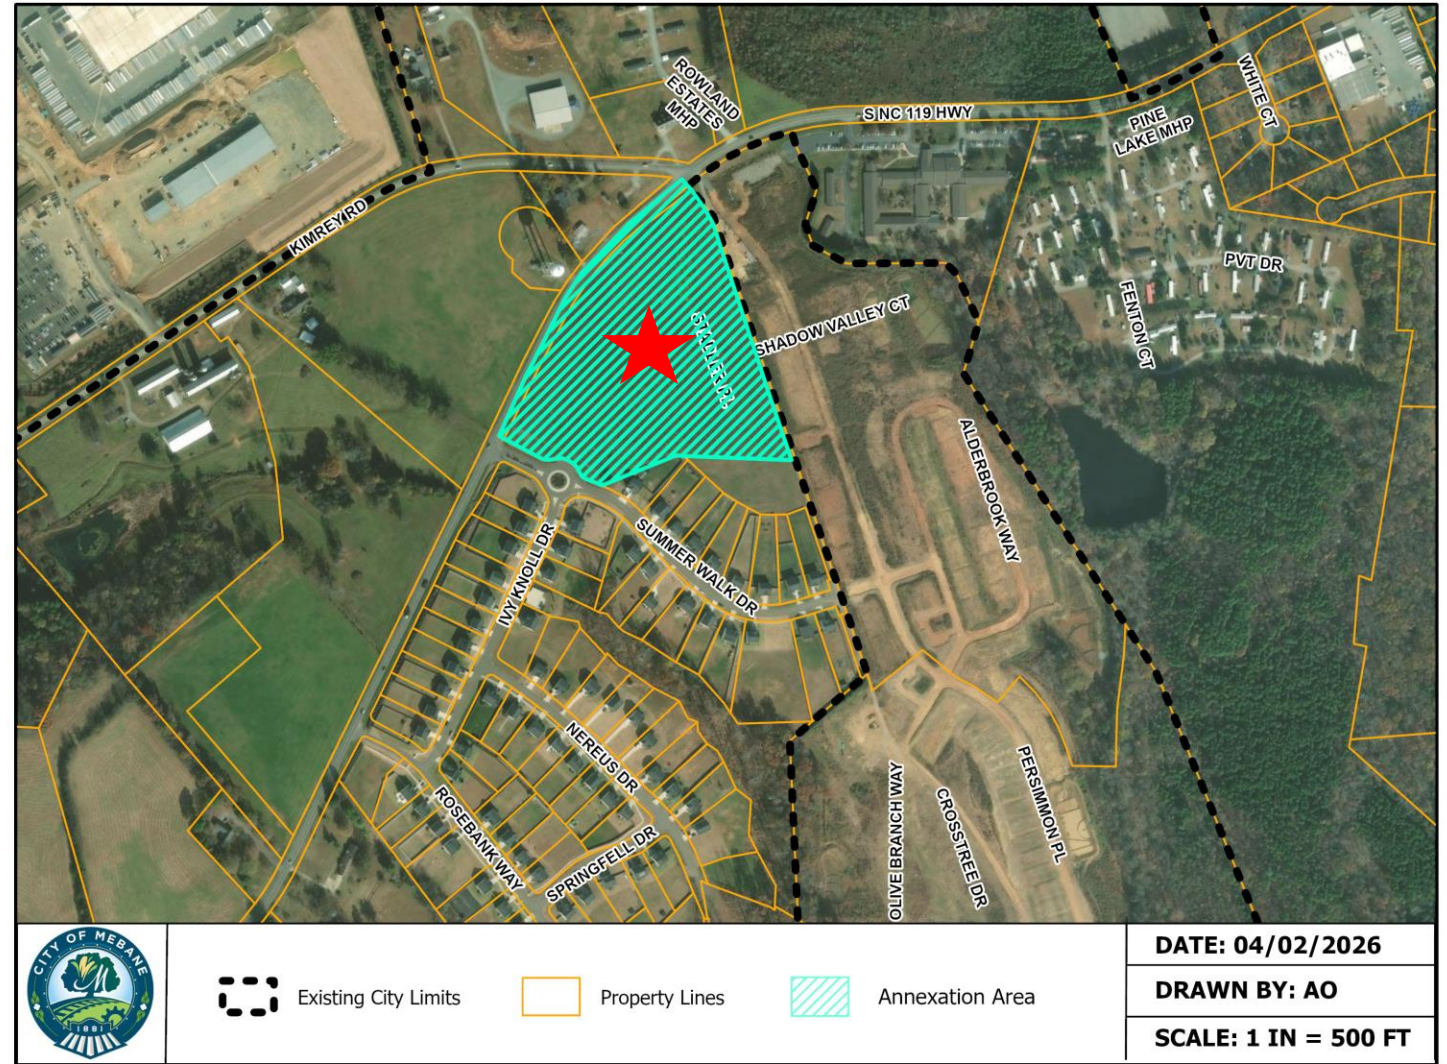 ROWLAND
ESTATES
MHP
S NC 119 HWY
WHITE CT
PINE
LAKE MHP
KIMREY RD
PVT DR
FENTON CT
STADLER PL
SHADOW VALLEY CT
ALDERBROOK WAY
SUMMER WALK DR
IVY KNOLL DR
NEREUS DR
ROSEBANK WAY
SPRINGFELL DR
OLIVE BRANCH WAY
CROSSTREE DR
PERSIMMON PL
CITY OF MEBANE
M
1881
Existing City Limits
Property Lines
Annexation Area
DATE: 04/02/2026
DRAWN BY: AO
SCALE: 1 IN = 500 FT